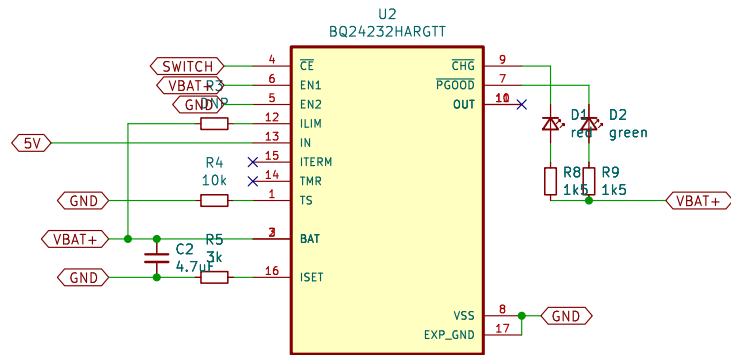 U2
BQ24232HARGTT
SWITCH 4 CE CHG 9
VBAT+ R3 6 EN1 PGOOD 7
GND DNP 5 EN2 OUT 10
12 ILIM D1 D2
5V 13 IN red green
R4 15 ITERM
10k 14 TMR R8 R9
GND 1 TS 1k5 1k5 VBAT+
VBAT+ R5 BAT
C2 3k
4.7uF
GND 16 ISET
VSS 8 GND
EXP_GND 17